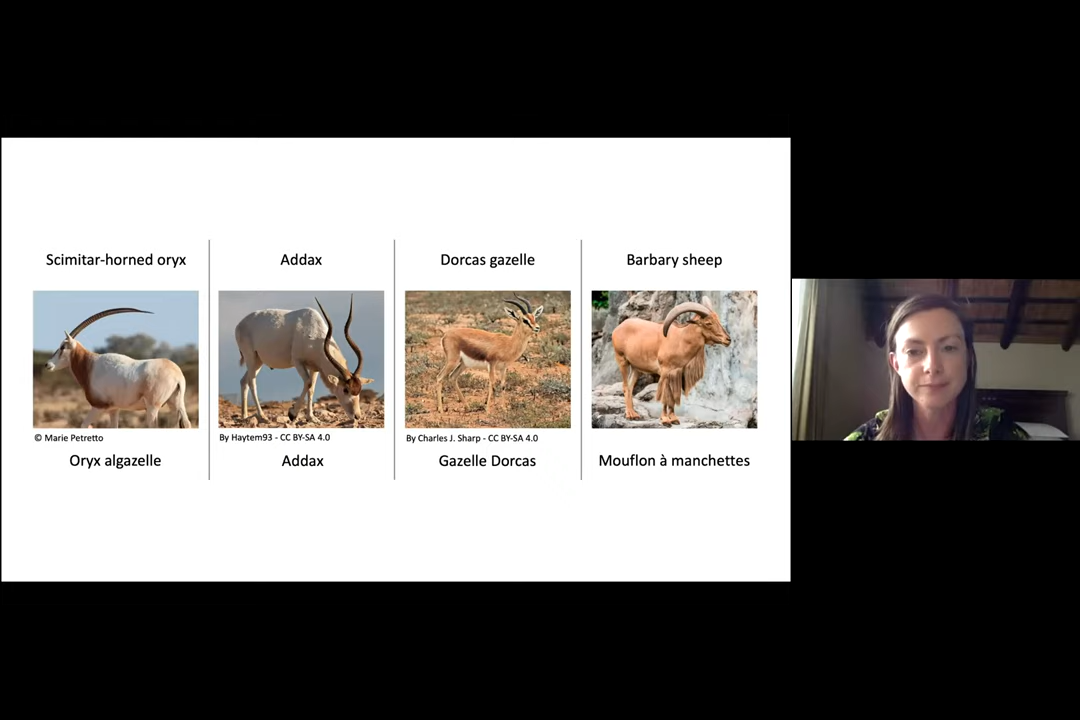 Scimitar-horned oryx
Addax
Dorcas gazelle
Barbary sheep
© Marie Petretto
By Haytem93 - CC BY-SA 4.0
By Charles J. Sharp - CC BY-SA 4.0
Oryx algazelle
Addax
Gazelle Dorcas
Mouflon à manchettes